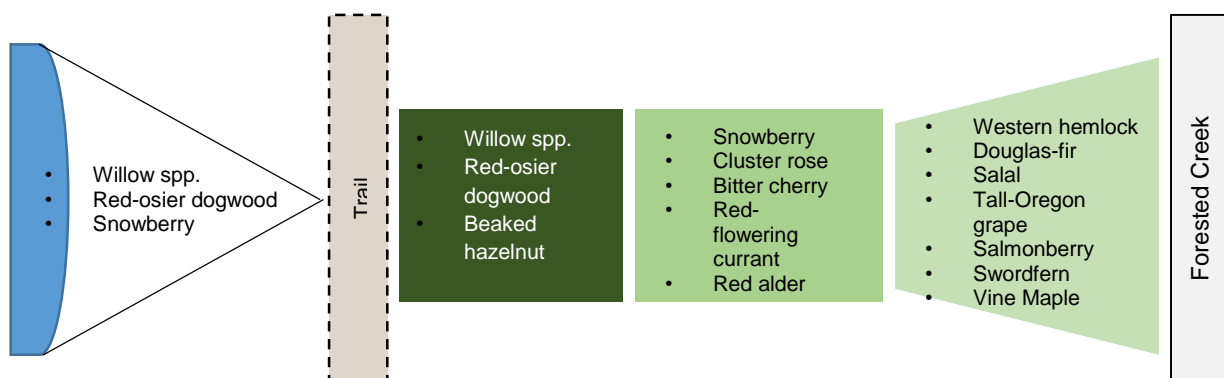 • Willow spp.
• Red-osier dogwood
• Snowberry
Trail
• Willow spp.
• Red-osier
dogwood
• Beaked
hazelnut
• Snowberry
• Cluster rose
• Bitter cherry
• Red-
flowering
currant
• Red alder
• Western hemlock
• Douglas-fir
• Salal
• Tall-Oregon
grape
• Salmonberry
• Swordfern
• Vine Maple
Forested Creek